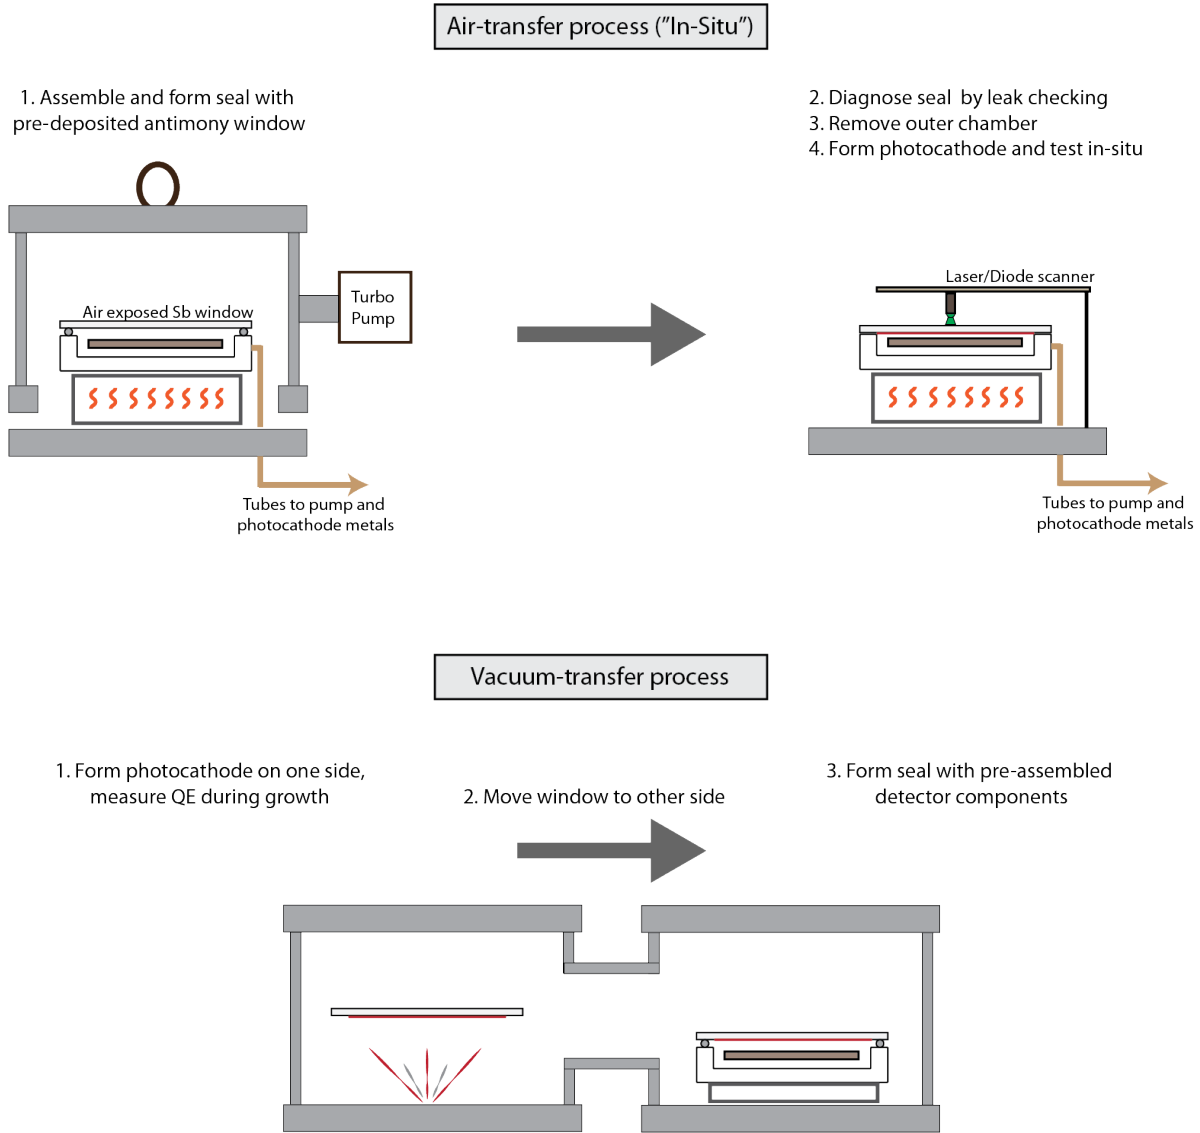 Air-transfer process ("In-Situ")
1. Assemble and form seal with
pre-deposited antimony window
2. Diagnose seal  by leak checking
3. Remove outer chamber
4. Form photocathode and test in-situ
Air exposed Sb window
Turbo
Pump
Tubes to pump and
photocathode metals
Laser/Diode scanner
Tubes to pump and
photocathode metals
Vacuum-transfer process
1. Form photocathode on one side,
measure QE during growth
2. Move window to other side
3. Form seal with pre-assembled
detector components